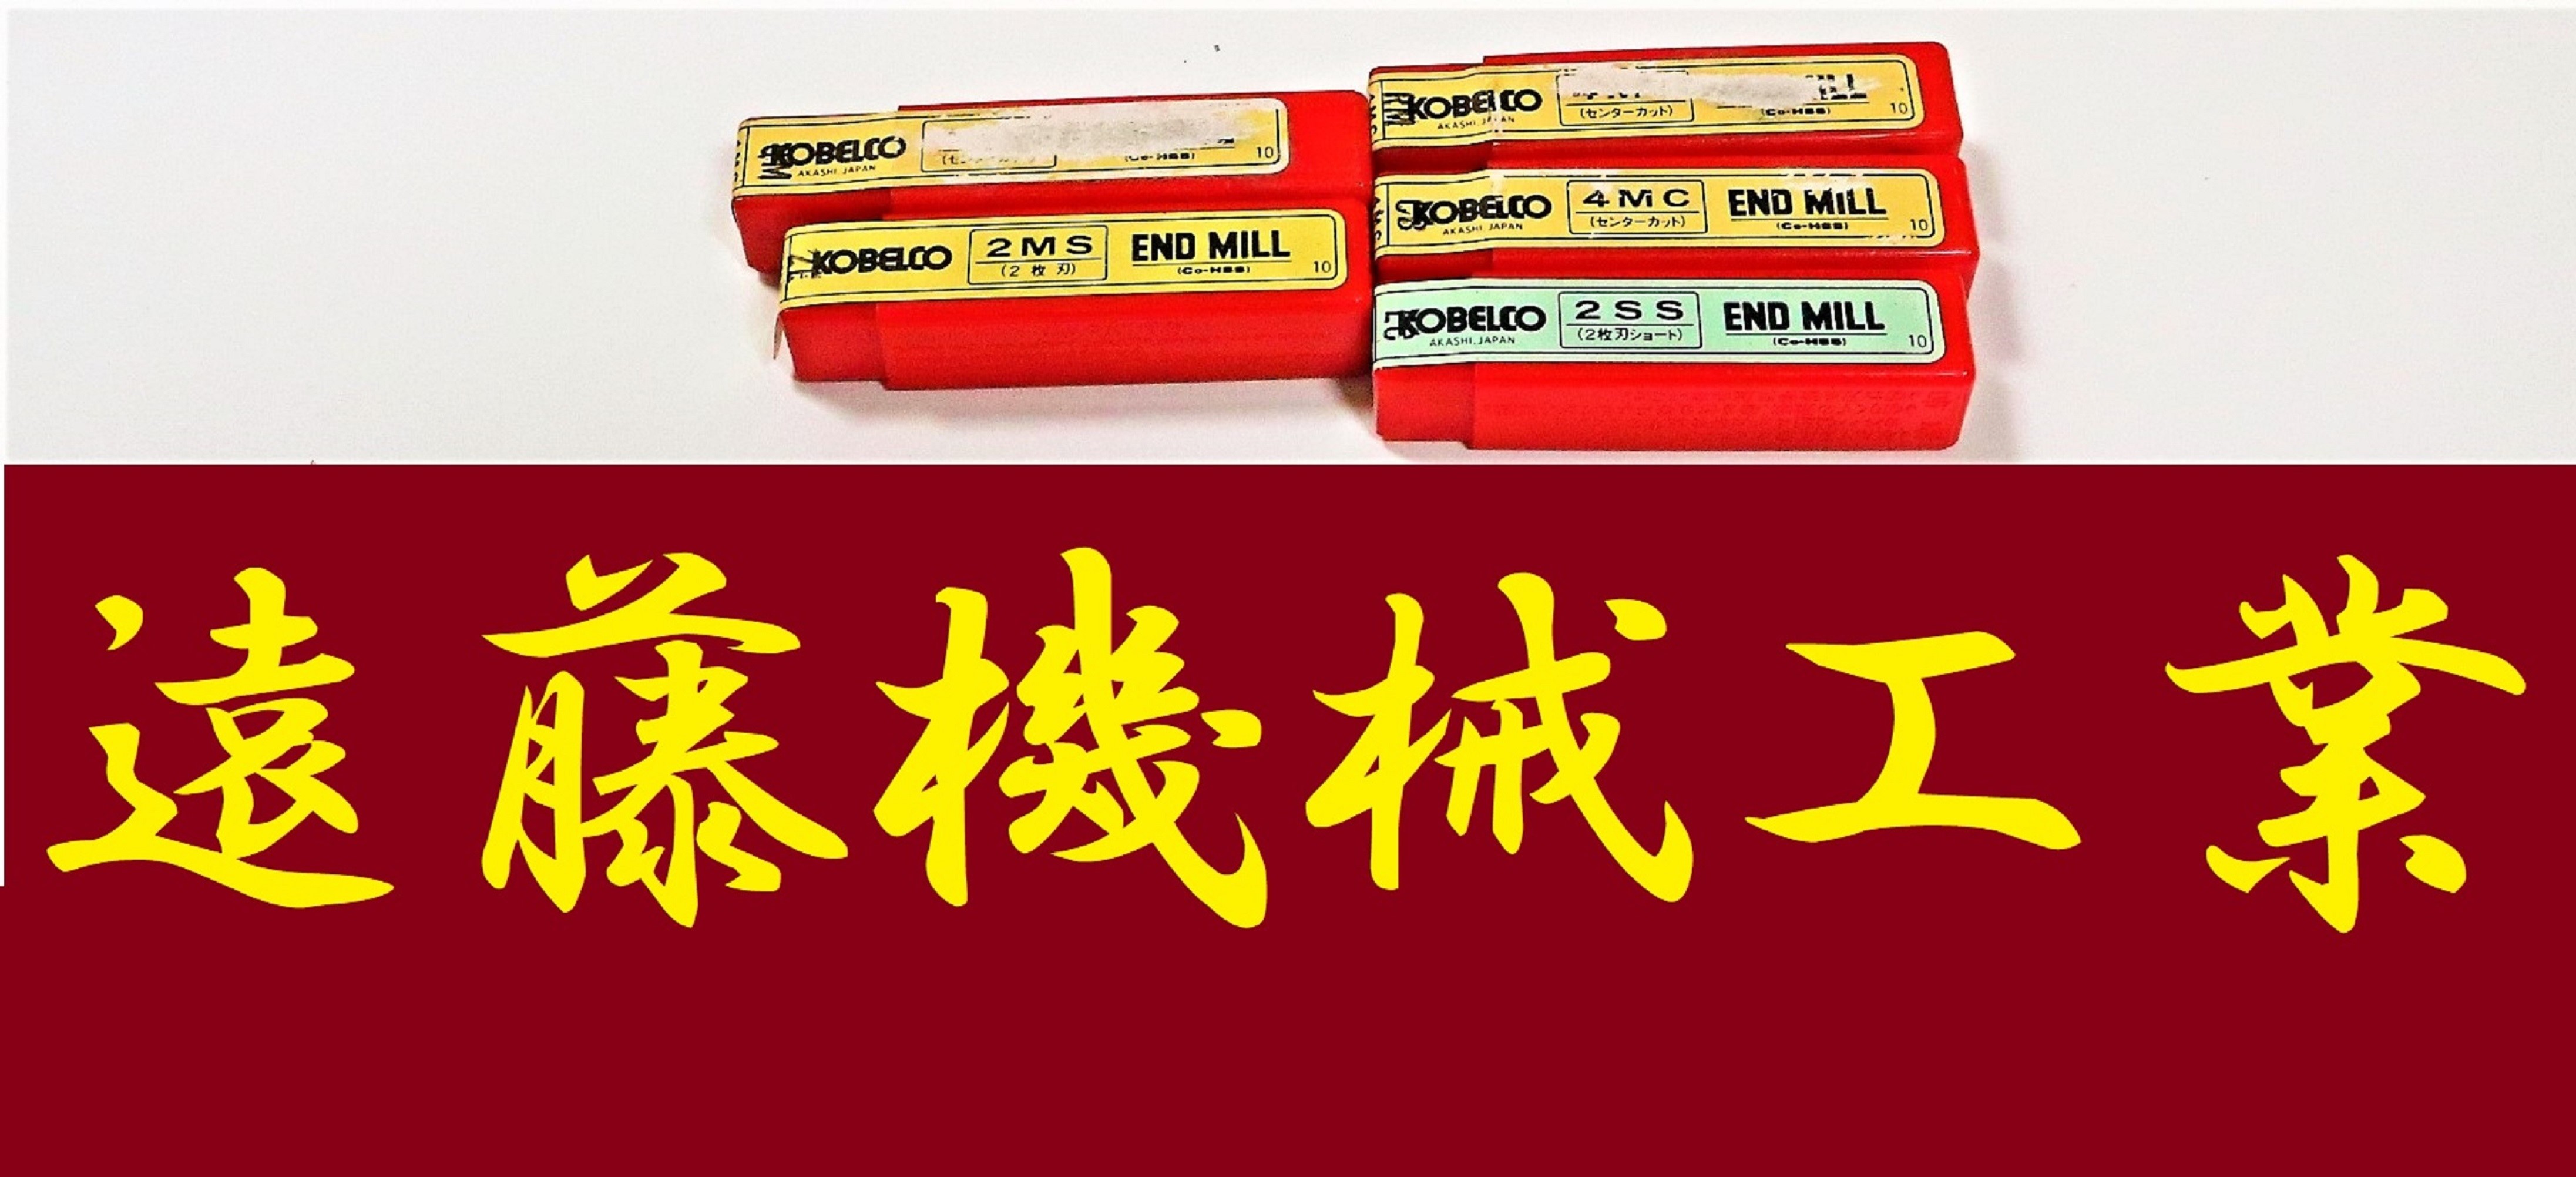 KOBELCO
AKASHI, JAPAN
10
KOBELCO 2MS END MILL
(2枚刃) (Co-HSS) 10
KOBELCO
AKASHI, JAPAN (センターカット) (Co-HSS) 10
KOBELCO 4MC END MILL
AKASHI, JAPAN (センターカット) (Co-HSS) 10
KOBELCO 2SS END MILL
AKASHI, JAPAN (2枚刃ショート) (Co-HSS) 10
遠藤機械工業